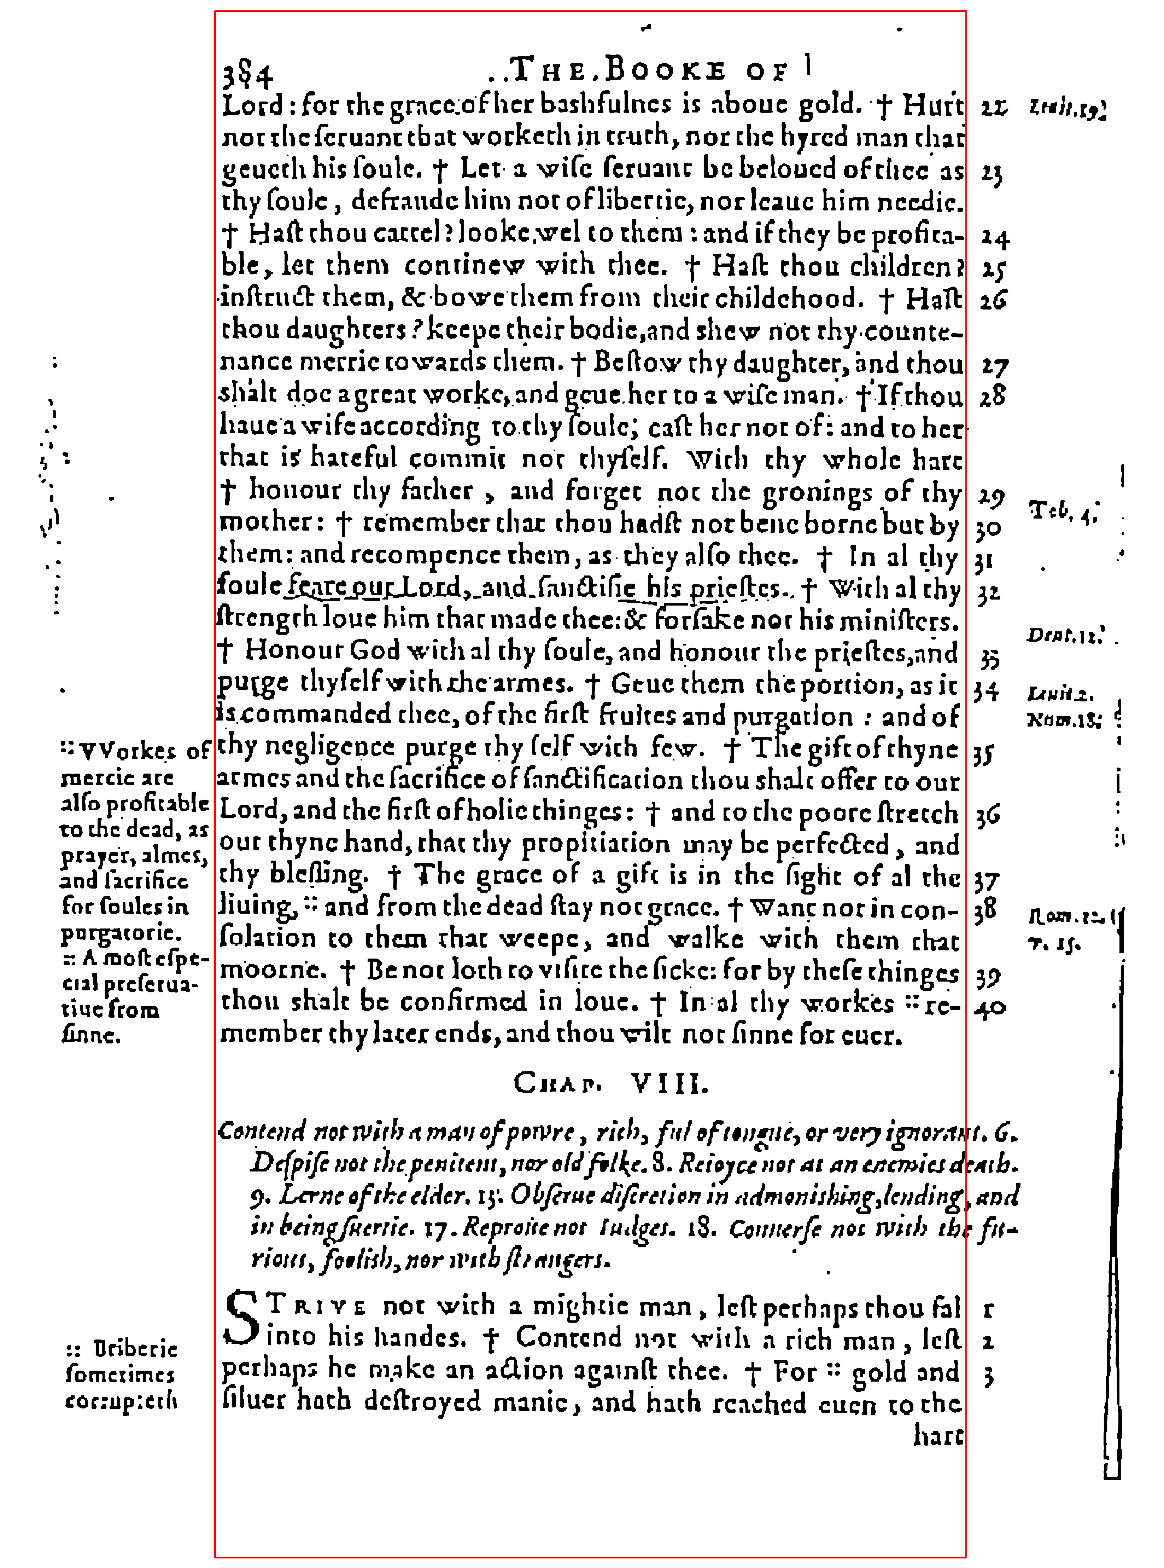 384 THE BOOKE OF
Lord: for the grace of her bashfulnes is aboue gold. † Hurt 22 Leuit. 19.
not the ſeruant that worketh in truth, nor the hyred man that
geueth his ſoule. † Let a wiſe ſeruant be beloued of thee as 23
thy ſoule, defraude him not of libertie, nor leaue him needie.
† Haſt thou cattel? looke wel to them: and if they be profita- 24
ble, let them continew with thee. † Haſt thou children? 25
inſtruct them, & bowe them from their childehood. † Haſt 26
thou daughters? keepe their bodie, and shew not thy counte-
nance merrie towards them. † Beſtow thy daughter, and thou 27
shalt doe a great worke, and geue her to a wiſe man. † If thou 28
haue a wife according to thy ſoule; caſt her not of: and to her
that is hateful commit not thyſelf. With thy whole hart
† honour thy father, and forget not the gronings of thy 29
mother: † remember that thou hadſt not bene borne but by 30 Tob. 4.
them: and recompence them, as they alſo thee. † In al thy 31
ſoule feare our Lord, and ſanctifie his prieſtes. † With al thy 32
ſtrength loue him that made thee: & forſake not his miniſters.
† Honour God with al thy ſoule, and honour the prieſtes, and 33 Deut. 12.
purge thyſelf with the armes. † Geue them the portion, as it 34 Leuit. 2.
is commanded thee, of the firſt fruites and purgation: and of Num. 18.
thy negligence purge thy ſelf with few. † The gift of thyne 35
armes and the ſacrifice of ſanctification thou shalt offer to our
Lord, and the firſt of holie thinges: † and to the poore ſtretch 36
out thyne hand, that thy propitiation may be perfected, and
thy bleſſing. † The grace of a gift is in the ſight of al the 37
liuing, :: and from the dead ſtay not grace. † Want not in con- 38 Rom. 12.
ſolation to them that weepe, and walke with them that v. 15.
moorne. † Be not loth to viſite the ſicke: for by theſe thinges 39
thou shalt be confirmed in loue. † In al thy workes :: re- 40
member thy later ends, and thou wilt not ſinne for euer.
:: VVorkes of
mercie are
alſo profitable
to the dead, as
prayer, almes,
and ſacrifice
for ſoules in
purgatorie.
:: A moſt eſpe-
cial preſerua-
tiue from
ſinne.
CHAP. VIII.
Contend not with a man of powre, rich, ful of tongue, or very ignorant. 6.
Deſpiſe not the penitent, nor old folke. 8. Reioyce not at an enemies death.
9. Lerne of the elder. 13. Obſerue diſcretion in admonishing, lending, and
in being ſuertie. 17. Reproue not Iudges. 18. Conuerſe not with the fu-
rious, foolish, nor with ſtrangers.
STRIVE not with a mightie man, leſt perhaps thou fal 1
into his handes. † Contend not with a rich man, leſt 2
perhaps he make an action againſt thee. † For :: gold and 3
ſiluer hath deſtroyed manie, and hath reached euen to the
hart
:: Briberie
ſometimes
corrupteth